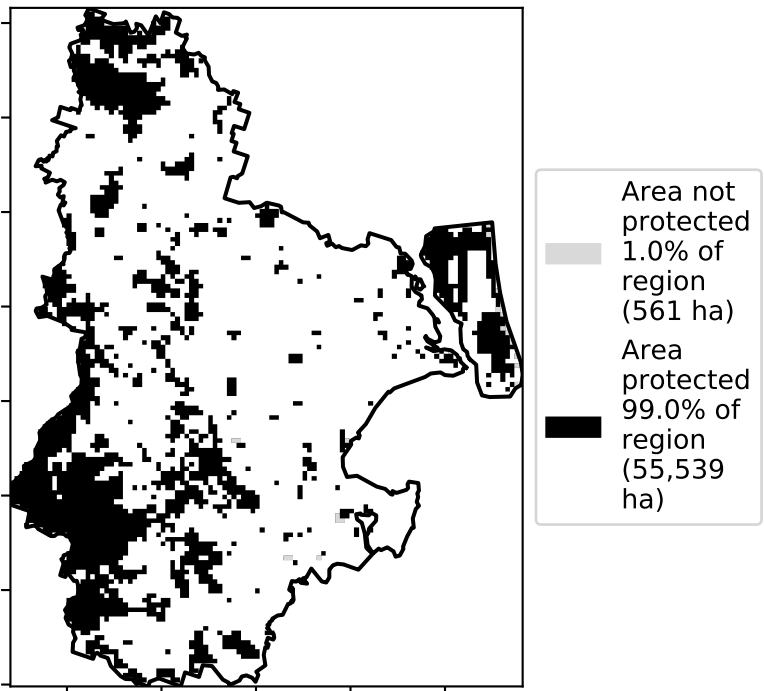 Area not
protected
1.0% of
region
(561 ha)
Area
protected
99.0% of
region
(55,539
ha)